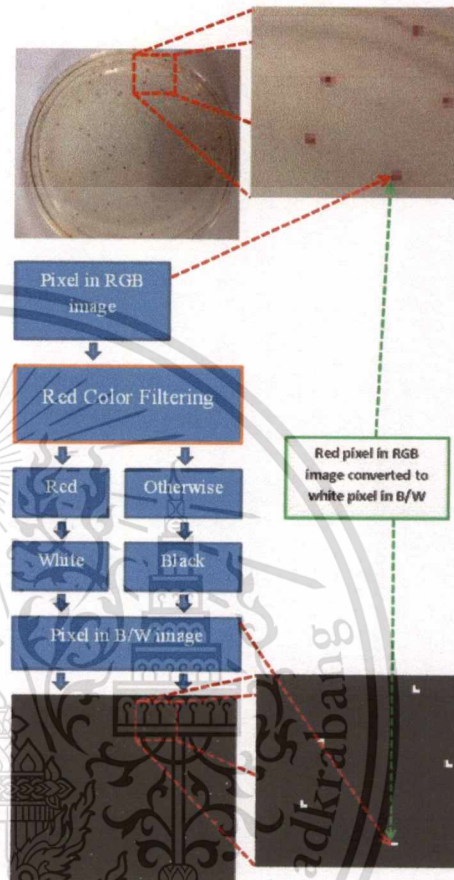 Pixel in RGB
image
Red Color Filtering
Red
Otherwise
Red pixel in RGB
image converted to
white pixel in B/W
White
Black
Pixel in B/W image
adkrabang